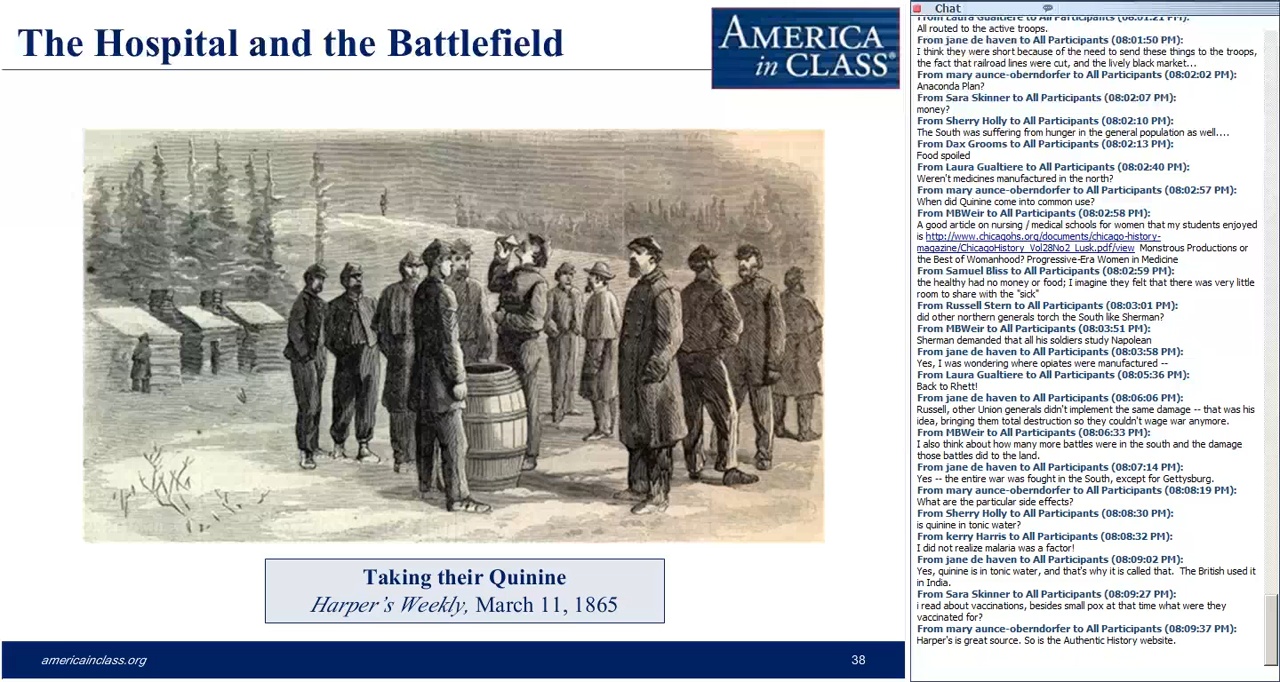 The Hospital and the Battlefield
AMERICA
in CLASS®
Taking their Quinine
Harper's Weekly, March 11, 1865
americainclass.org
38
Chat
From Laura Gualtiere to All Participants (08:01:21 PM):
All routed to the active troops.
From jane de haven to All Participants (08:01:50 PM):
I think they were short because of the need to send these things to the troops,
the fact that railroad lines were cut, and the lively black market...
From mary aunce-oberndorfer to All Participants (08:02:02 PM):
Anaconda Plan?
From Sara Skinner to All Participants (08:02:07 PM):
money?
From Sherry Holly to All Participants (08:02:10 PM):
The South was suffering from hunger in the general population as well....
From Dax Grooms to All Participants (08:02:13 PM):
Food spoiled
From Laura Gualtiere to All Participants (08:02:40 PM):
Weren't medicines manufactured in the north?
From mary aunce-oberndorfer to All Participants (08:02:57 PM):
When did Quinine come into common use?
From MBWeir to All Participants (08:02:58 PM):
A good article on nursing / medical schools for women that my students enjoyed
is http://www.chicagohs.org/documents/chicago-history-
magazine/ChicagoHistory_Vol28No2_Lusk.pdf/view Monstrous Productions or
the Best of Womanhood? Progressive-Era Women in Medicine
From Samuel Bliss to All Participants (08:02:59 PM):
the healthy had no money or food; I imagine they felt that there was very little
room to share with the "sick"
From Russell Stern to All Participants (08:03:01 PM):
did other northern generals torch the South like Sherman?
From MBWeir to All Participants (08:03:51 PM):
Sherman demanded that all his soldiers study Napolean
From jane de haven to All Participants (08:03:58 PM):
Yes, I was wondering where opiates were manufactured --
From Laura Gualtiere to All Participants (08:05:36 PM):
Back to Rhett!
From jane de haven to All Participants (08:06:06 PM):
Russell, other Union generals didn't implement the same damage -- that was his
idea, bringing them total destruction so they couldn't wage war anymore.
From MBWeir to All Participants (08:06:33 PM):
I also think about how many more battles were in the south and the damage
those battles did to the land.
From jane de haven to All Participants (08:07:14 PM):
Yes -- the entire war was fought in the South, except for Gettysburg.
From mary aunce-oberndorfer to All Participants (08:08:19 PM):
What are the particular side effects?
From Sherry Holly to All Participants (08:08:30 PM):
is quinine in tonic water?
From kerry Harris to All Participants (08:08:32 PM):
I did not realize malaria was a factor!
From jane de haven to All Participants (08:09:02 PM):
Yes, quinine is in tonic water, and that's why it is called that.  The British used it
in India.
From Sara Skinner to All Participants (08:09:27 PM):
i read about vaccinations, besides small pox at that time what were they
vaccinated for?
From mary aunce-oberndorfer to All Participants (08:09:37 PM):
Harper's is great source. So is the Authentic History website.